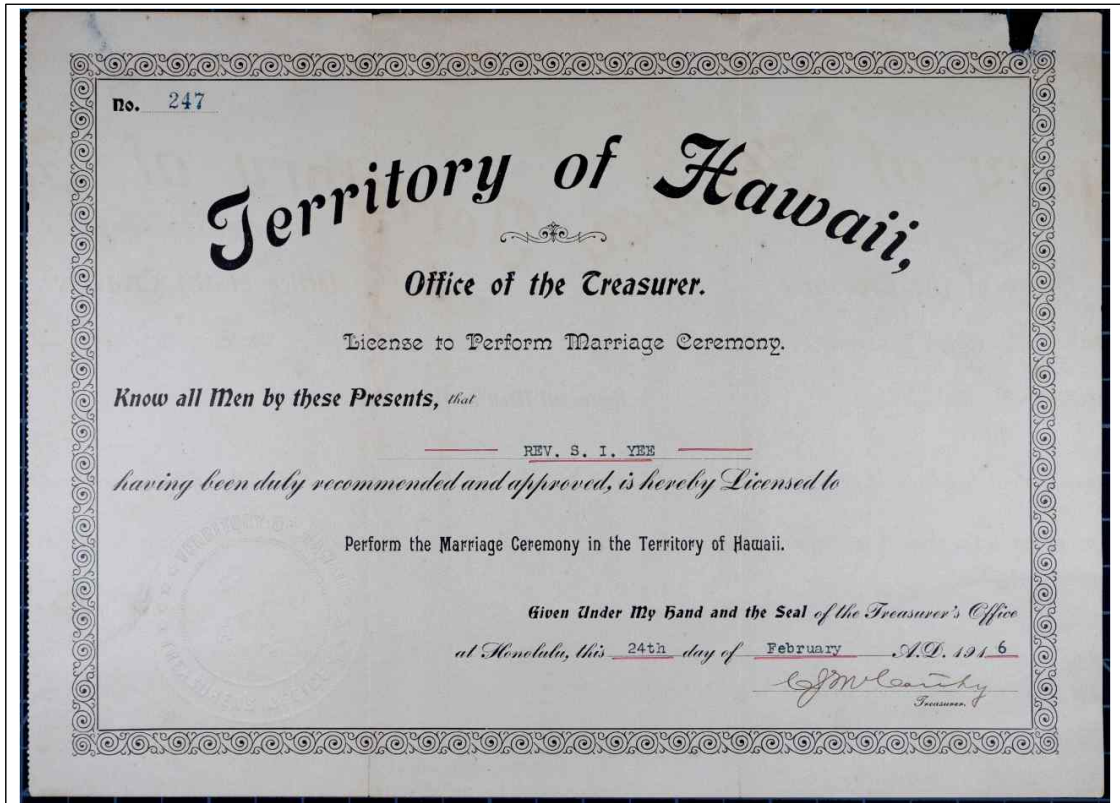 No. 247
Territory of Hawaii,
Office of the Treasurer.
License to Perform Marriage Ceremony.
Know all Men by these Presents, that
REV. S. I. YEE
having been duly recommended and approved, is hereby Licensed to
Perform the Marriage Ceremony in the Territory of Hawaii.
Given Under My Hand and the Seal of the Treasurer's Office
at Honolulu, this 24th day of February A.D. 1916
CJ McCarthy
Treasurer.